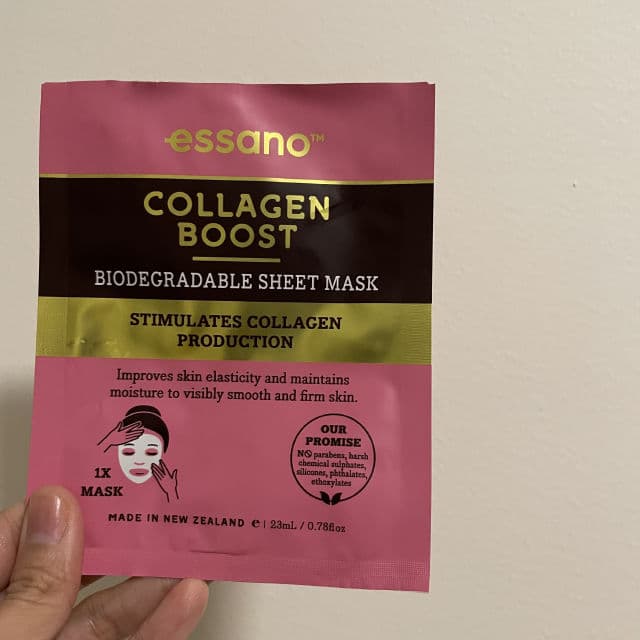 essano™
COLLAGEN
BOOST
BIODEGRADABLE SHEET MASK
STIMULATES COLLAGEN
PRODUCTION
Improves skin elasticity and maintains
moisture to visibly smooth and firm skin.
1X
MASK
OUR
PROMISE
NO parabens, harsh
chemical sulphates,
silicones, phthalates,
ethoxylates
MADE IN NEW ZEALAND e | 23mL / 0.78fl oz